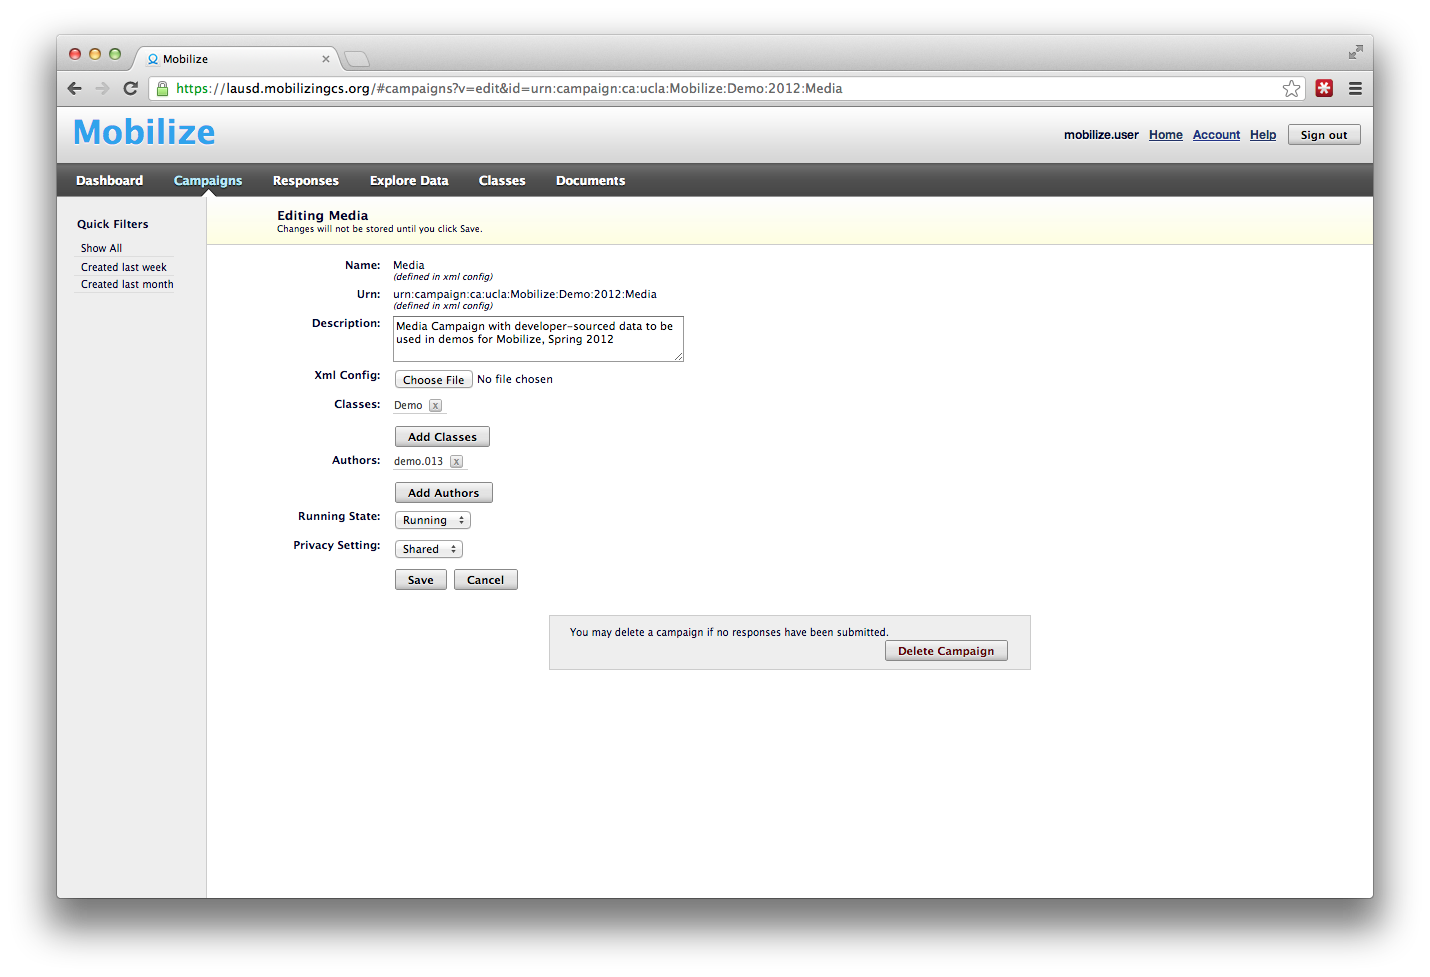 Mobilize
https://lausd.mobilizingcs.org/#campaigns?v=edit&id=urn:campaign:ca:ucla:Mobilize:Demo:2012:Media
Mobilize
mobilize.user Home Account Help Sign out
Dashboard Campaigns Responses Explore Data Classes Documents
Quick Filters
Show All
Created last week
Created last month
Editing Media
Changes will not be stored until you click Save.
Name: Media
(defined in xml config)
Urn: urn:campaign:ca:ucla:Mobilize:Demo:2012:Media
(defined in xml config)
Description: Media Campaign with developer-sourced data to be
used in demos for Mobilize, Spring 2012
Xml Config: Choose File No file chosen
Classes: Demo x
Add Classes
Authors: demo.013 x
Add Authors
Running State: Running
Privacy Setting: Shared
Save Cancel
You may delete a campaign if no responses have been submitted.
Delete Campaign